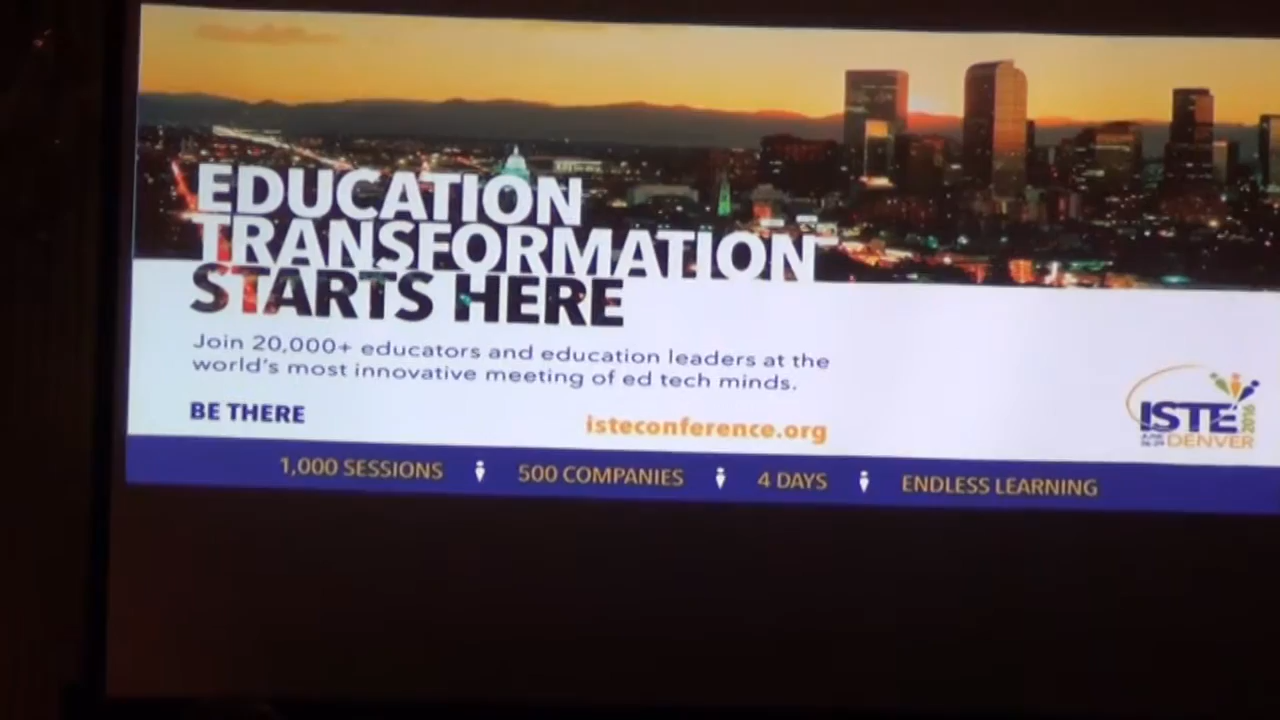 EDUCATION
TRANSFORMATION
STARTS HERE
Join 20,000+ educators and education leaders at the
world's most innovative meeting of ed tech minds.
BE THERE
isteconference.org
ISTE
2016
DENVER
1,000 SESSIONS 500 COMPANIES 4 DAYS ENDLESS LEARNING